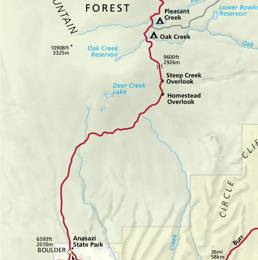 FOREST
Pleasant
Creek
Lower Bowns
Reservoir
MOUNTAIN
Oak Creek
10908ft
3325m
Oak Creek
Reservoir
9600ft
2926m
Steep Creek
Overlook
Deer Creek
Lake
Homestead
Overlook
CIRCLE CLIF
6593ft
2010m
BOULDER
Anasazi
State Park
Creek
Burr
36mi
58km